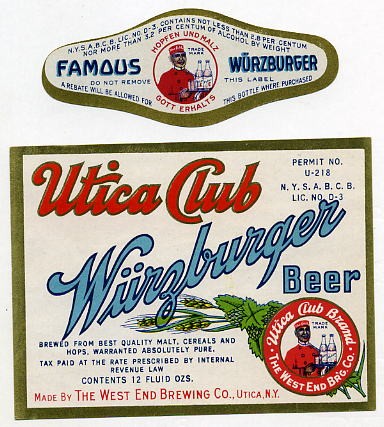 N.Y.S.A.B.C.B. LIC. NO. D-3, CONTAINS NOT LESS THAN 2.8 PER CENTUM
NOR MORE THAN 3.2 PER CENTUM OF ALCOHOL BY WEIGHT
HOPFEN UND MALZ
TRADE MARK
FAMOUS
WÜRZBURGER
DO NOT REMOVE
THIS LABEL
A REBATE WILL BE ALLOWED FOR
THIS BOTTLE WHERE PURCHASED
GOTT ERHALTS
Utica Club
PERMIT NO.
U-218
N.Y.S.A.B.C.B.
LIC. NO. D-3
Würzburger
Beer
BREWED FROM BEST QUALITY MALT, CEREALS AND
HOPS, WARRANTED ABSOLUTELY PURE.
TAX PAID AT THE RATE PRESCRIBED BY INTERNAL
REVENUE LAW
CONTENTS 12 FLUID OZS.
Utica Club Brand
TRADE MARK
THE WEST END BR'G. CO.
MADE BY THE WEST END BREWING CO., UTICA, N.Y.